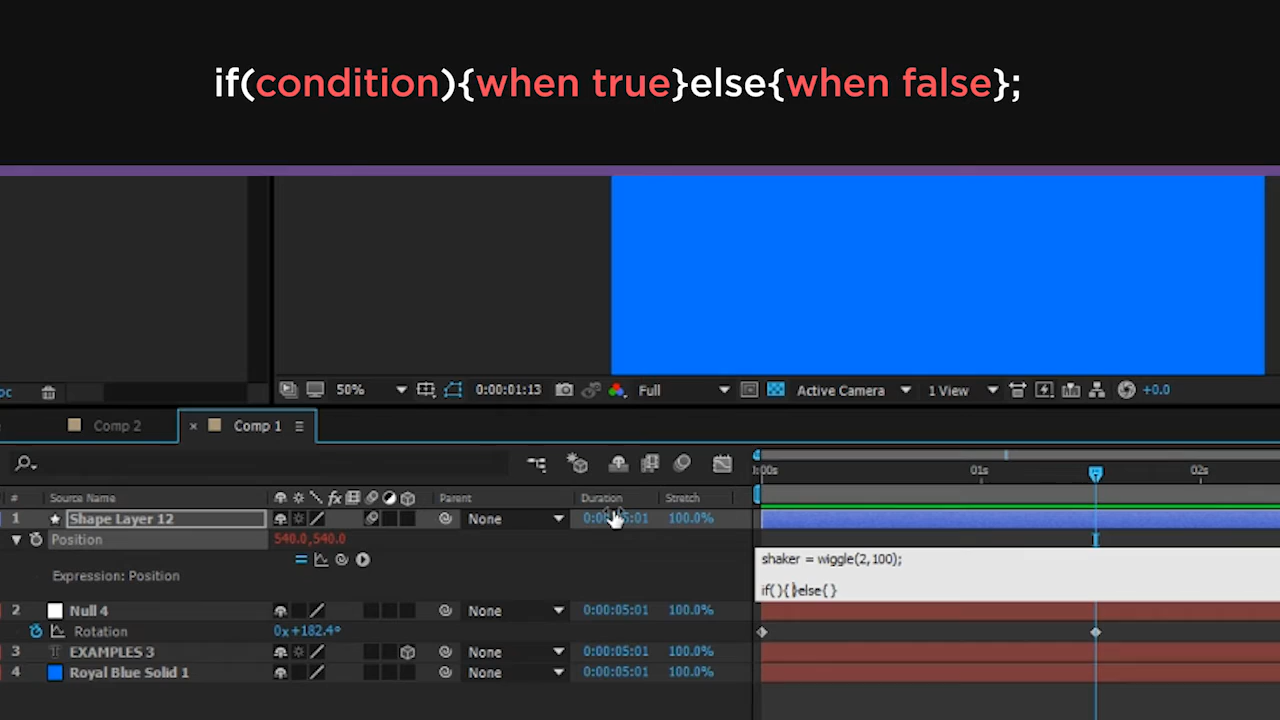 if(condition){when true}else{when false};
oc
50%
0:00:01:13
Full
Active Camera
1 View
+0.0
Comp 2
× Comp 1
:00s
01s
02s
# Source Name
fx
Parent
Duration
Stretch
1 Shape Layer 12 None 100.0%
Position 540.0,540.0
Expression: Position
shaker = wiggle(2,100);
if(){}else{}
2 Null 4 None 0:00:05:01 100.0%
Rotation 0x+182.4°
3 T EXAMPLES 3 None 0:00:05:01 100.0%
4 Royal Blue Solid 1 None 0:00:05:01 100.0%